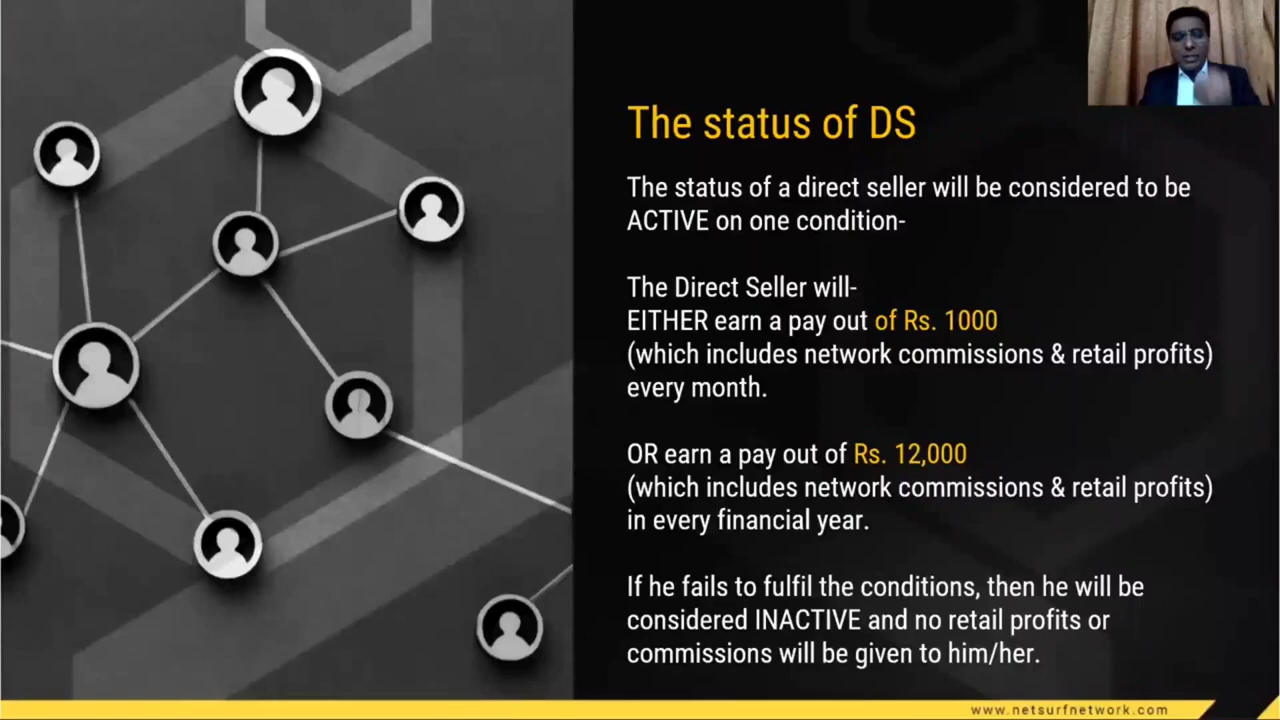 The status of DS
The status of a direct seller will be considered to be
ACTIVE on one condition-
The Direct Seller will-
EITHER earn a pay out of Rs. 1000
(which includes network commissions & retail profits)
every month.
OR earn a pay out of Rs. 12,000
(which includes network commissions & retail profits)
in every financial year.
If he fails to fulfil the conditions, then he will be
considered INACTIVE and no retail profits or
commissions will be given to him/her.
www.netsurfnetwork.com